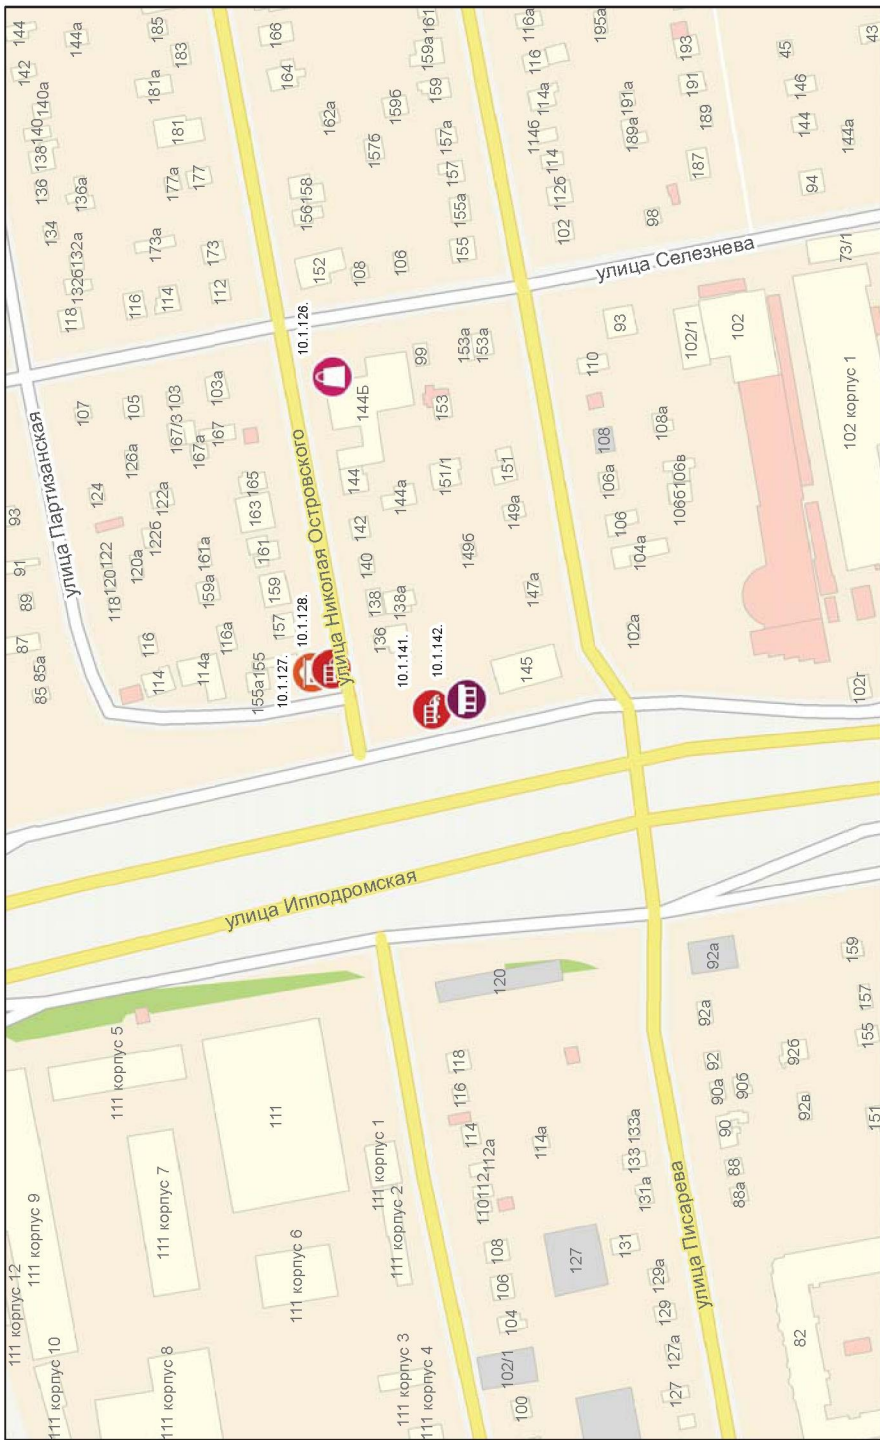 144
144а
185
183
142
140а
140
138
136
136а
134
132а
132б
118
181а
181
177а
177
173а
173
116
114
112
166
164
162а
156
158
152
108
106
161
159а
159
159б
157б
157а
157
155а
155
116а
116
114а
114б
114
112б
102
98
195а
193
191
191а
189а
189
187
45
146
144
144а
94
43
73/1
улица Селезнева
улица Партизанская
улица Николая Островского
10.1.126.
93
91
89
87
85а
85
107
105
126а
124
122а
122б
122
120
118
120а
103
103а
167/3
167
167а
165
163
161
161а
159а
159
157
116
114
114а
116а
155
155а
10.1.127.
10.1.128.
144Б
99
153а
153а
153
151/1
151
144
144а
142
140
138
138а
136
149б
149а
147а
145
10.1.141.
10.1.142.
93
110
102/1
102
108
108а
106а
106
106б
106в
104а
102а
102 корпус 1
102г
улица Ипподромская
111 корпус 5
111
111 корпус 7
111 корпус 6
111 корпус 9
111 корпус 12
111 корпус 10
111 корпус 8
111 корпус 1
111 корпус 2
111 корпус 3
111 корпус 4
120
118
116
114
112а
112
110
108
106
104
102/1
100
114а
127
133а
133
131а
131
129а
129
127а
127
улица Писарева
92а
92а
92
90а
90б
90
88
88а
92б
92в
159
157
155
151
82